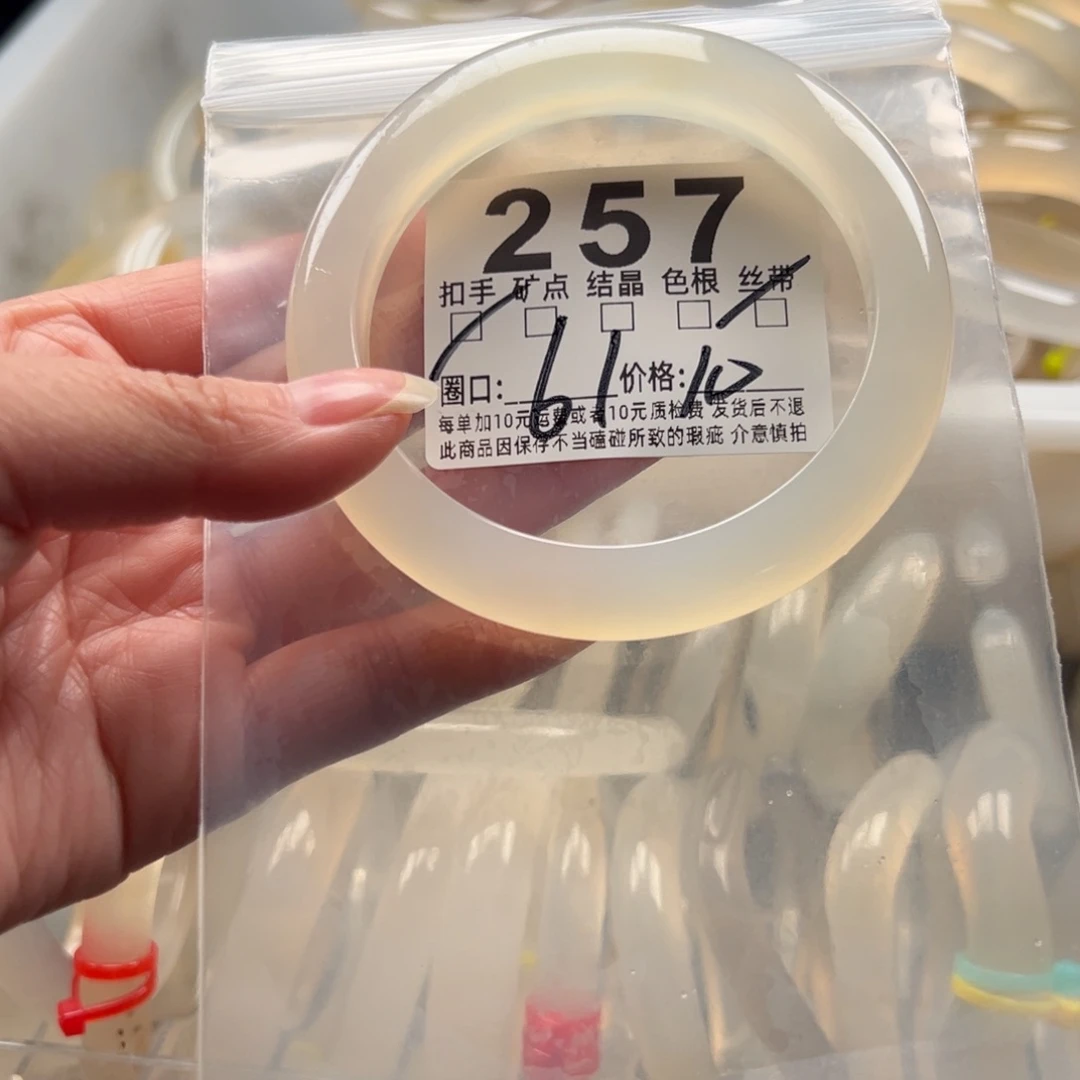 257
扣手 矿点 结晶 色根 丝带
圈口: 61 价格: 10
每单加10元运费或者10元质检费 发货后不退
此商品因保存不当磕碰所致的瑕疵 介意慎拍